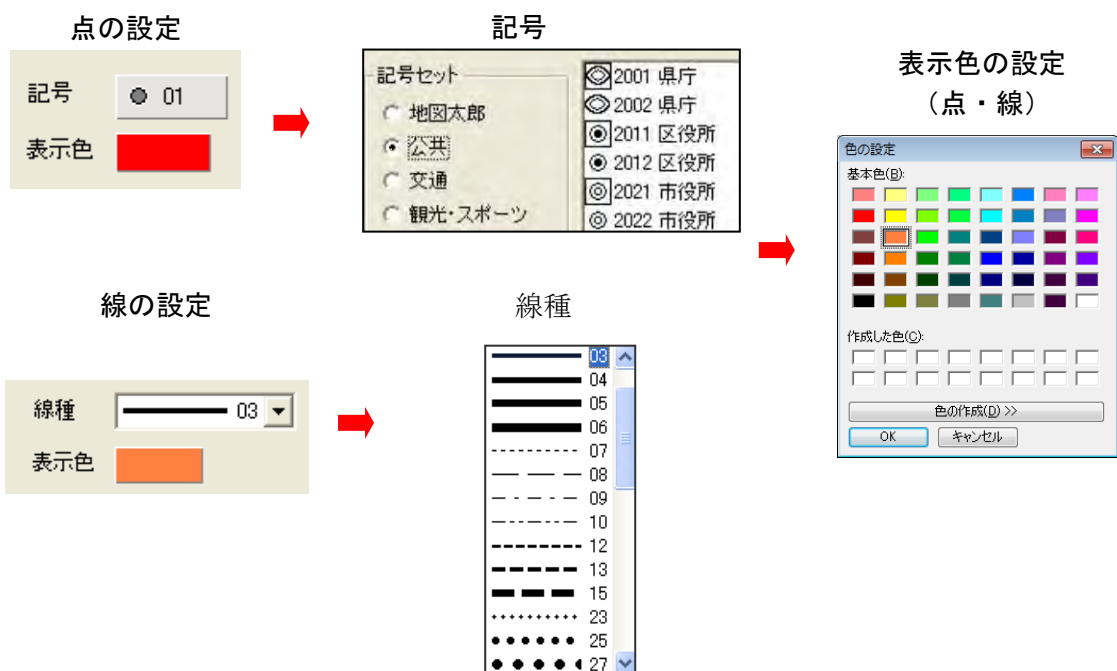 点の設定
記号 ● 01
表示色
記号
記号セット
地図太郎
公共
交通
観光・スポーツ
2001 県庁
2002 県庁
2011 区役所
2012 区役所
2021 市役所
2022 市役所
表示色の設定
（点・線）
色の設定
基本色(B):
作成した色(C):
色の作成(D) >>
OK キャンセル
線の設定
線種 03
表示色
線種
03
04
05
06
07
08
09
10
12
13
15
23
25
27